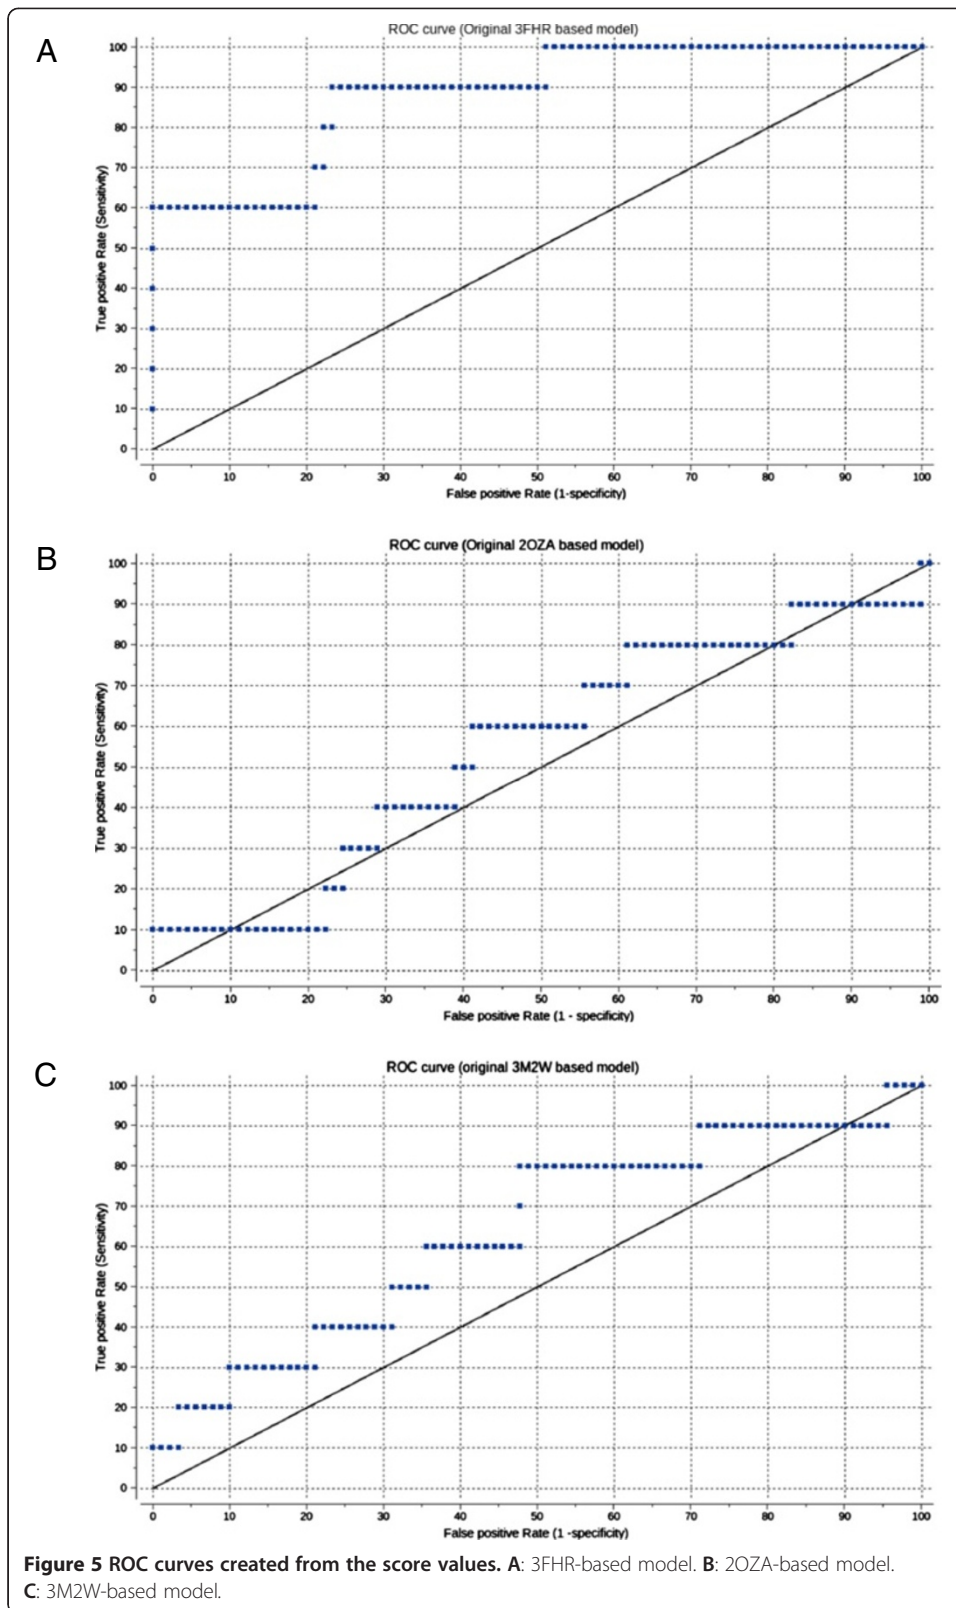 A
ROC curve (Original 3FHR based model)
100
90
80
70
60
50
40
30
20
10
0
True positive Rate (Sensitivity)
0 10 20 30 40 50 60 70 80 90 100
False positive Rate (1-specificity)
B
ROC curve (Original 2OZA based model)
100
90
80
70
60
50
40
30
20
10
0
True positive Rate (Sensitivity)
0 10 20 30 40 50 60 70 80 90 100
False positive Rate (1 - specificity)
C
ROC curve (original 3M2W based model)
100
90
80
70
60
50
40
30
20
10
0
True positive Rate (Sensitivity)
0 10 20 30 40 50 60 70 80 90 100
False positive Rate (1 -specificity)
Figure 5 ROC curves created from the score values. A: 3FHR-based model. B: 2OZA-based model.
C: 3M2W-based model.